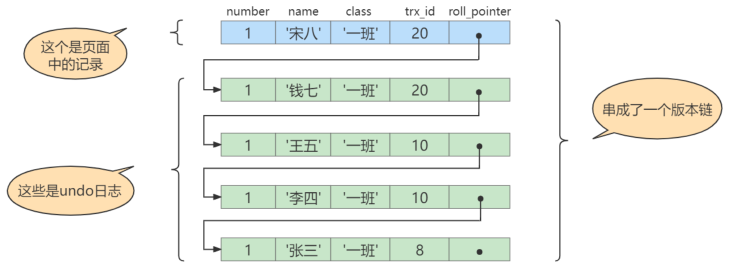 number name class trx_id roll_pointer
1 '宋八' '一班' 20
这个是页面
中的记录
1 '钱七' '一班' 20
1 '王五' '一班' 10
1 '李四' '一班' 10
1 '张三' '一班' 8
这些是undo日志
串成了一个版本链